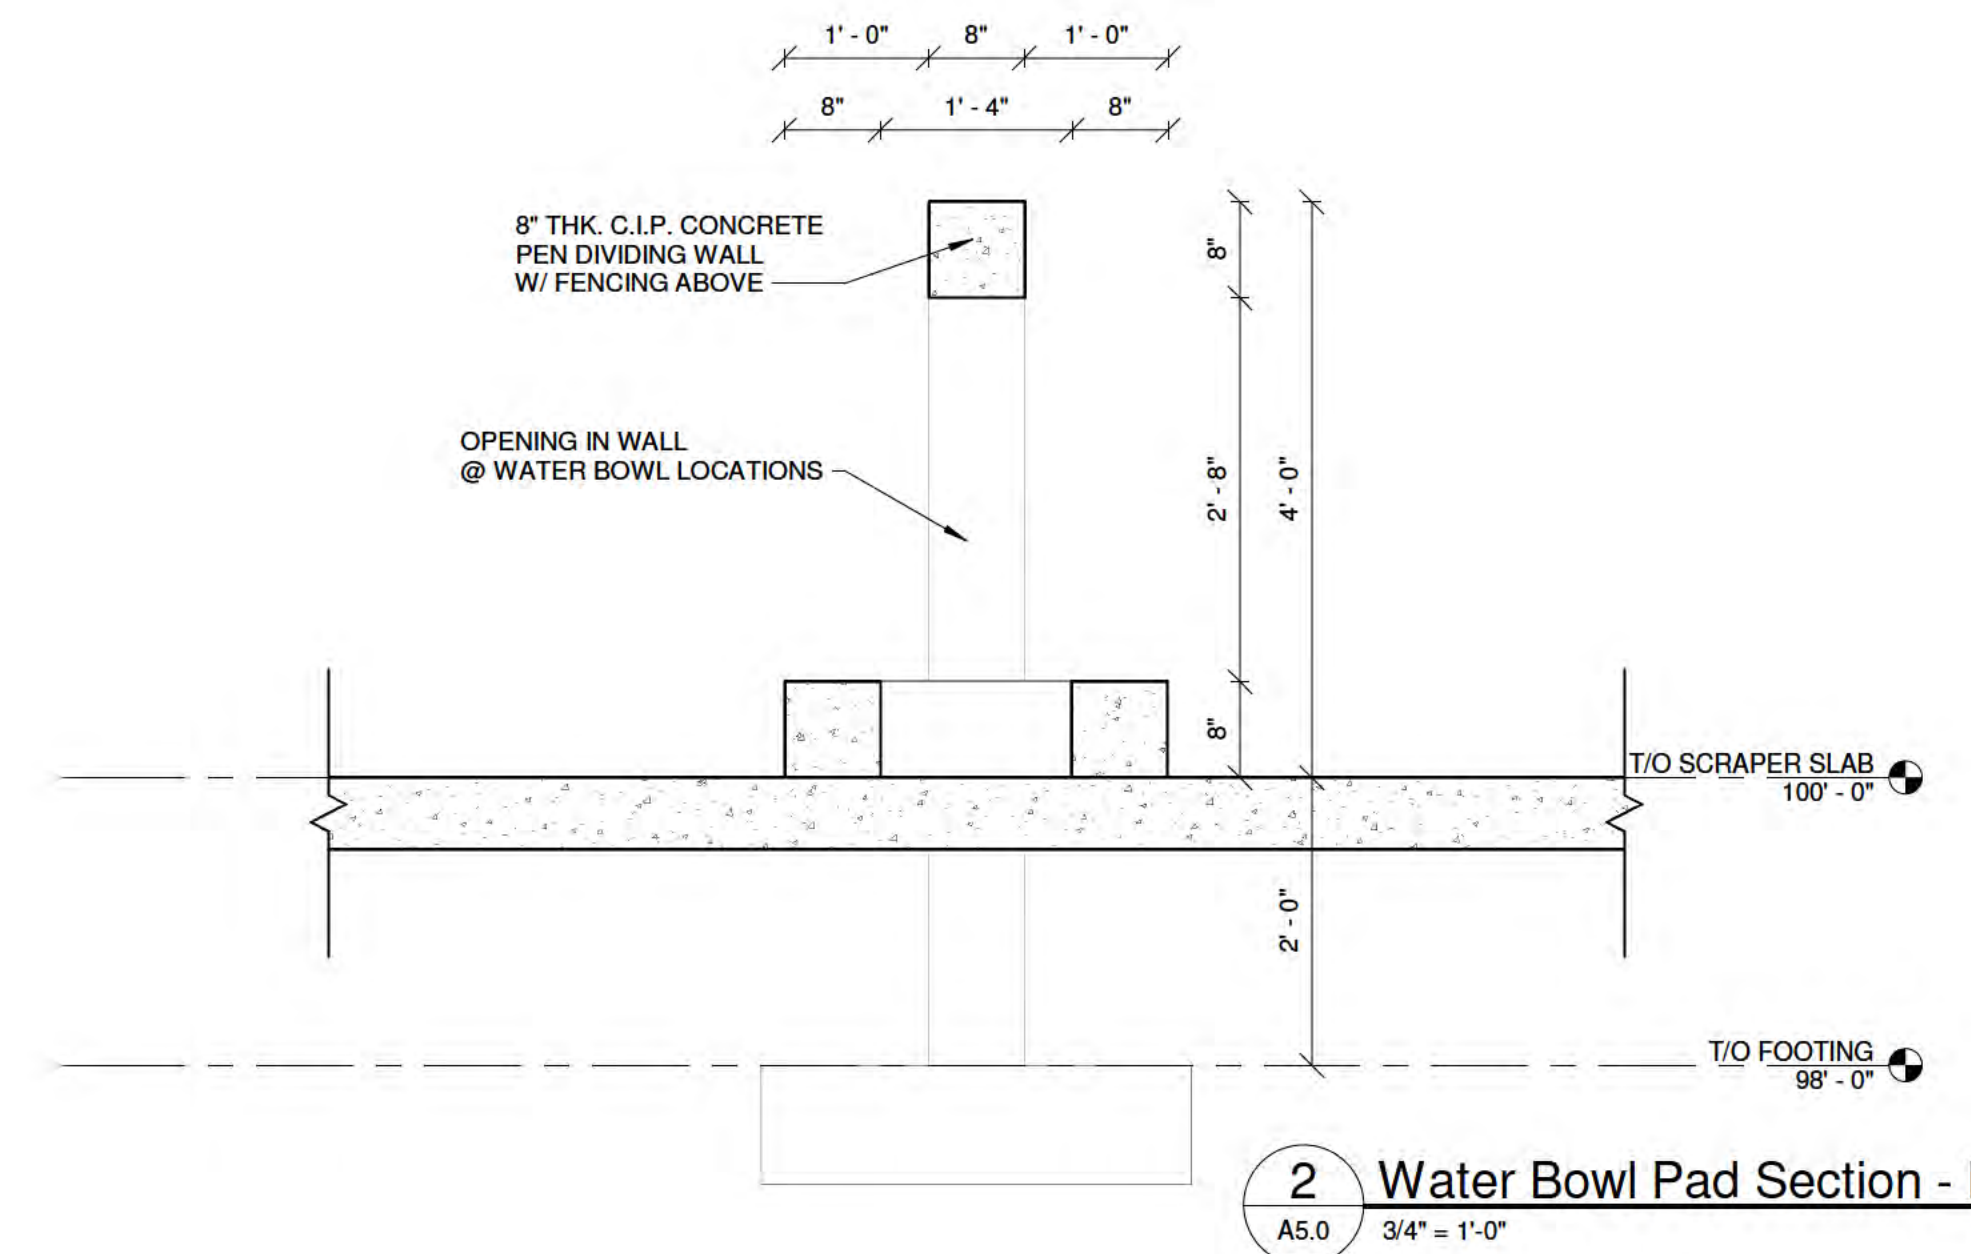 1' - 0" 8" 1' - 0"
8" 1' - 4" 8"
8" THK. C.I.P. CONCRETE
PEN DIVIDING WALL
W/ FENCING ABOVE
8"
OPENING IN WALL
@ WATER BOWL LOCATIONS
2' - 8"
4' - 0"
8"
T/O SCRAPER SLAB
100' - 0"
2' - 0"
T/O FOOTING
98' - 0"
2
A5.0
Water Bowl Pad Section -
3/4" = 1'-0"